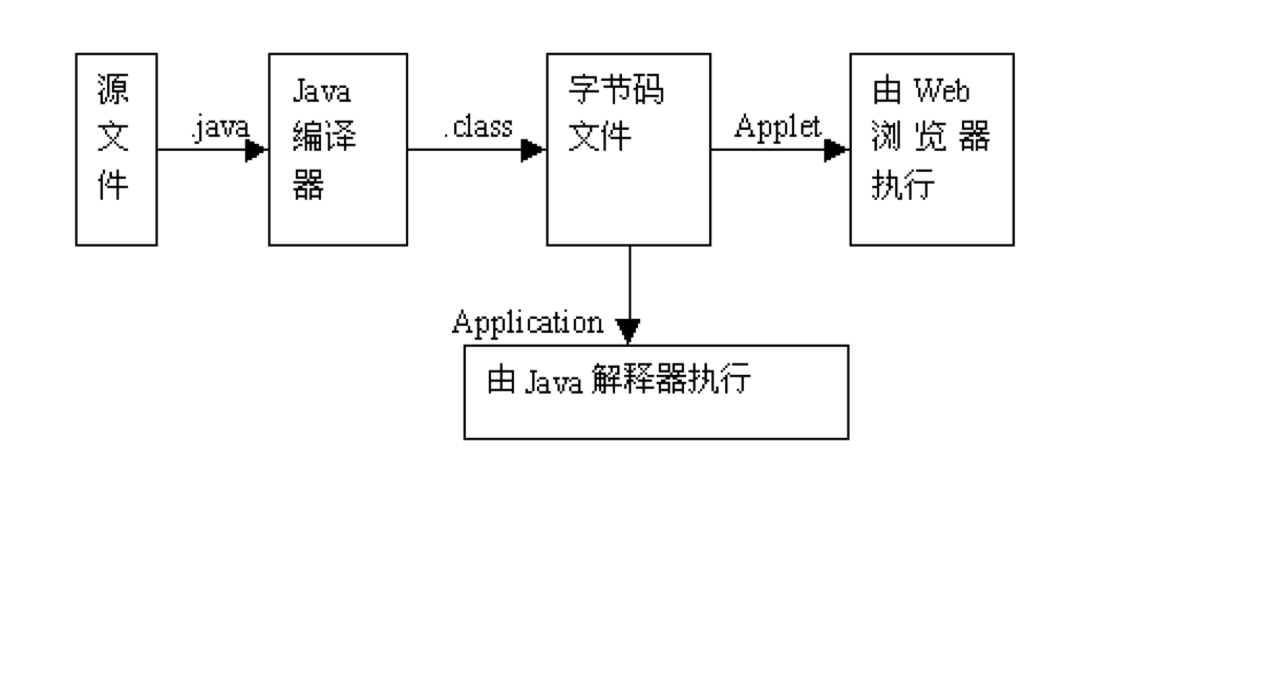 源
文
件
.java
Java
编译
器
.class
字节码
文件
Applet
由 Web
浏 览 器
执行
Application
由 Java 解释器执行